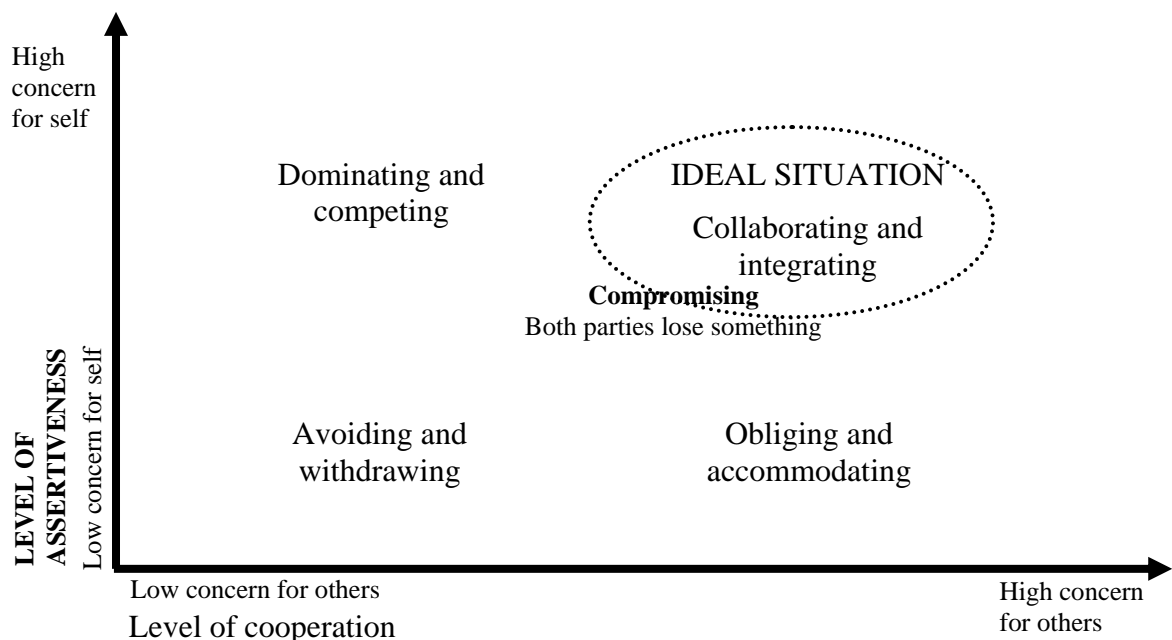 High
concern
for self
Dominating and
competing
IDEAL SITUATION
Collaborating and
integrating
Compromising
Both parties lose something
LEVEL OF
ASSERTIVENESS
Low concern for self
Avoiding and
withdrawing
Obliging and
accommodating
Low concern for others
Level of cooperation
High concern
for others